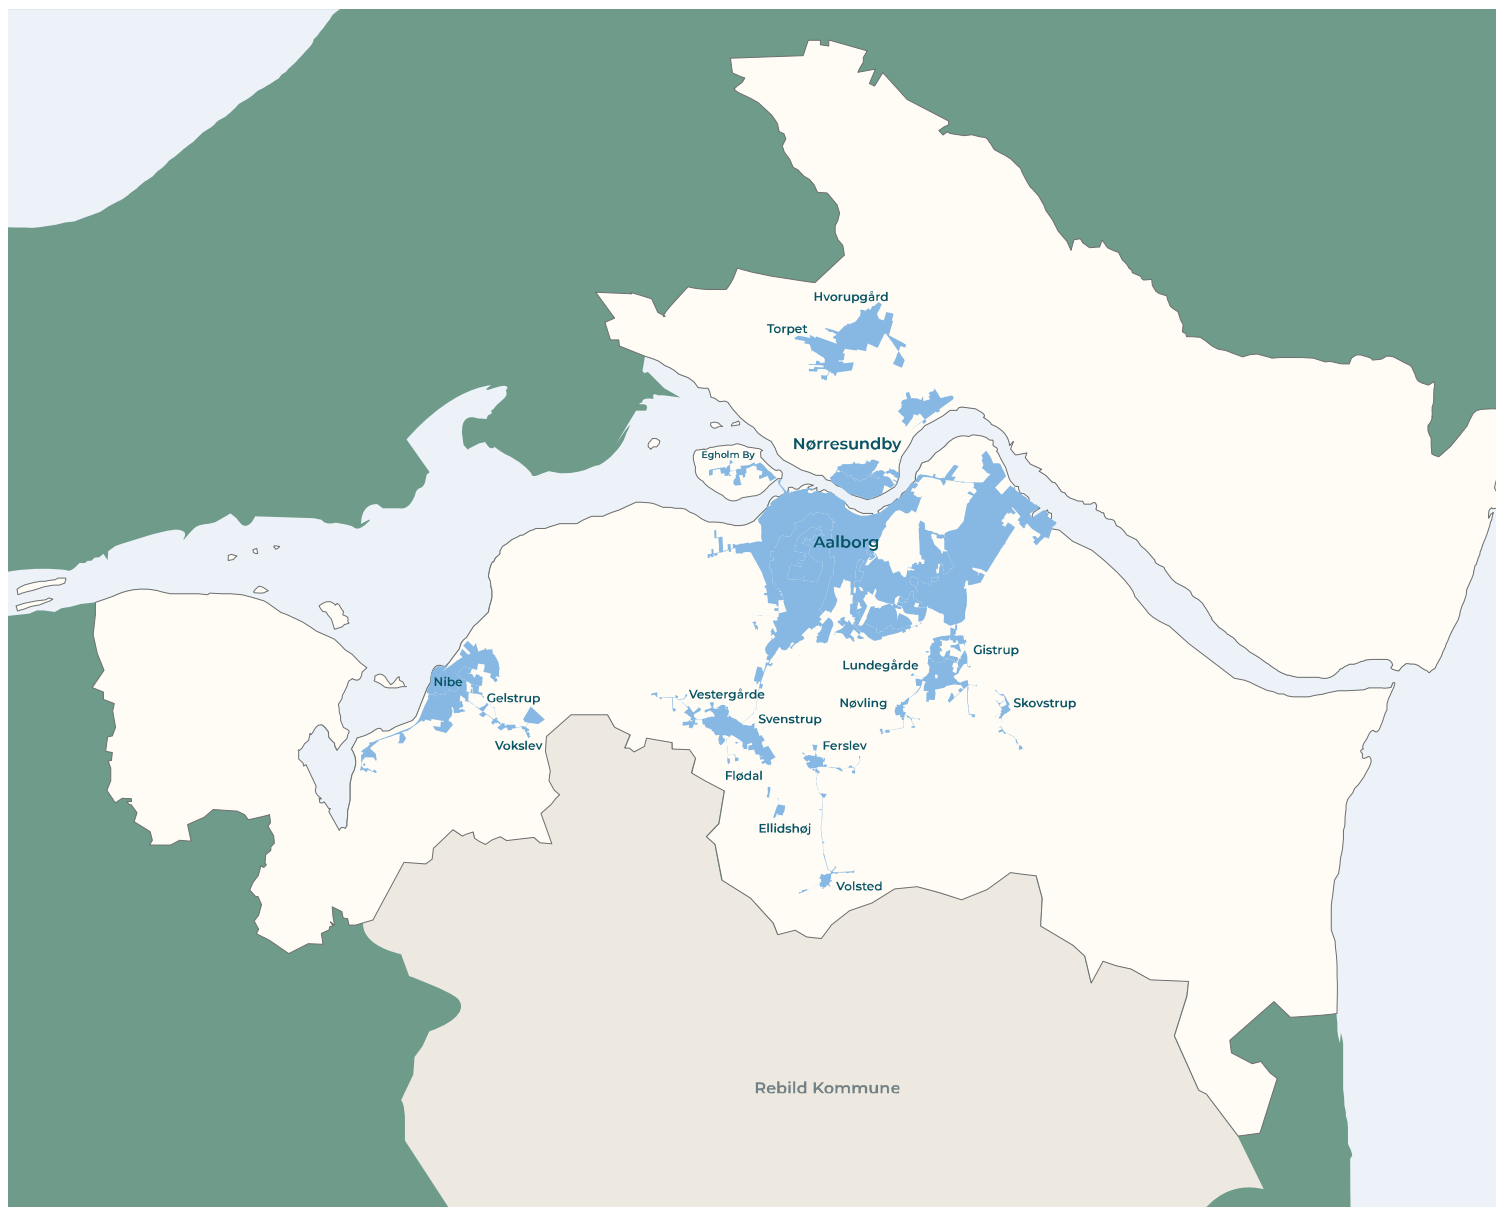 Hvorupgård
Torpet
Nørresundby
Egholm By
Aalborg
Gistrup
Lundegårde
Nibe
Vestergårde
Gelstrup
Nøvling
Skovstrup
Svenstrup
Vokslev
Ferslev
Flødal
Ellidshøj
Volsted
Rebild Kommune